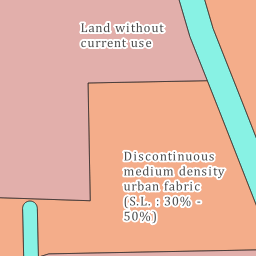 Land without
current use
Discontinuous
medium density
urban fabric
(S.L. : 30% -
50%)